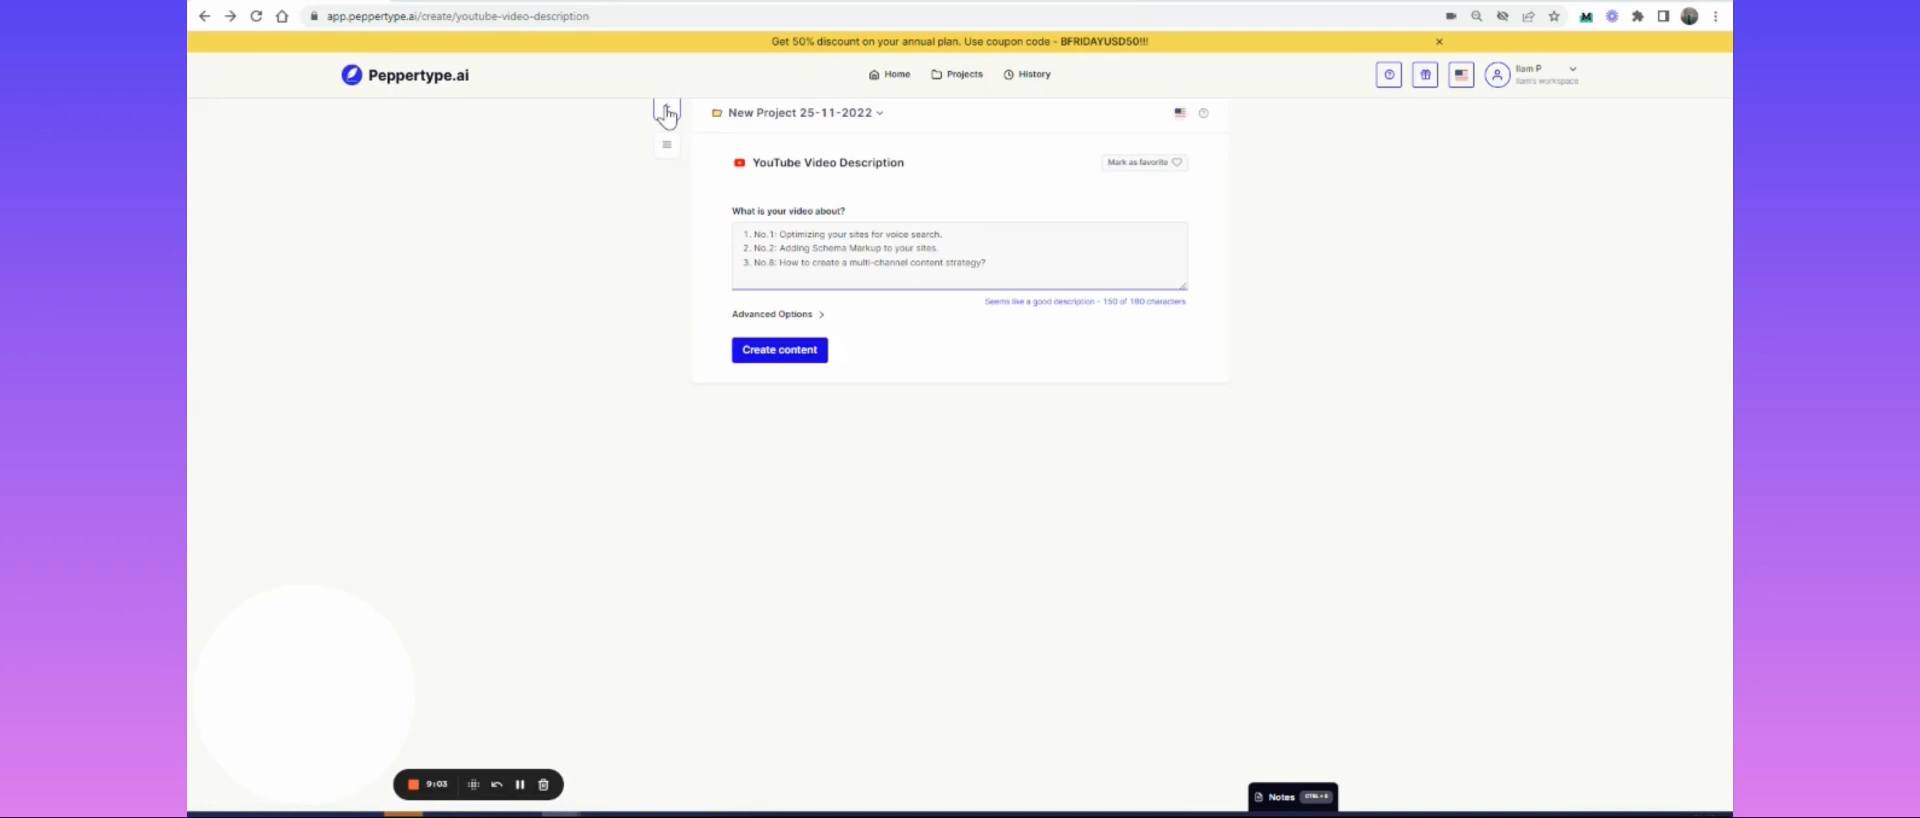 app.peppertype.ai/create/youtube-video-description
Get 50% discount on your annual plan. Use coupon code - BFRIDAYUSD50!!!
Peppertype.ai
Home
Projects
History
Ilam P
Ilam's workspace
New Project 25-11-2022
YouTube Video Description
Mark as favorite
What is your video about?
1. No.1: Optimizing your sites for voice search.
2. No.2: Adding Schema Markup to your sites.
3. No.8: How to create a multi-channel content strategy?
Seems like a good description - 150 of 180 characters
Advanced Options
Create content
9:03
Notes
CTRL + E